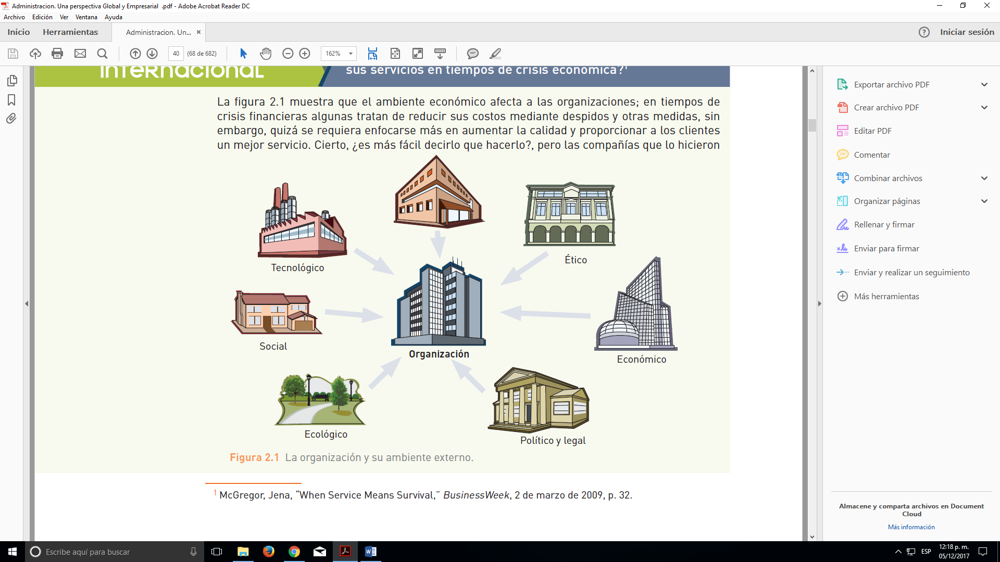 Administracion. Una perspectiva Global y Empresarial .pdf - Adobe Acrobat Reader DC
Archivo Edición Ver Ventana Ayuda
Inicio Herramientas Administracion. Un... × ? Iniciar sesión
40 (68 de 682) 162%
Internacional
sus servicios en tiempos de crisis económica?1
La figura 2.1 muestra que el ambiente económico afecta a las organizaciones; en tiempos de
crisis financieras algunas tratan de reducir sus costos mediante despidos y otras medidas, sin
embargo, quizá se requiera enfocarse más en aumentar la calidad y proporcionar a los clientes
un mejor servicio. Cierto, ¿es más fácil decirlo que hacerlo?, pero las compañías que lo hicieron
Tecnológico
Ético
Social
Organización
Económico
Ecológico
Político y legal
Figura 2.1 La organización y su ambiente externo.
1 McGregor, Jena, “When Service Means Survival,” BusinessWeek, 2 de marzo de 2009, p. 32.
Exportar archivo PDF
Crear archivo PDF
Editar PDF
Comentar
Combinar archivos
Organizar páginas
Rellenar y firmar
Enviar para firmar
Enviar y realizar un seguimiento
Más herramientas
Almacene y comparta archivos en Document
Cloud
Más información
Escribe aquí para buscar
ESP
12:18 p. m.
05/12/2017